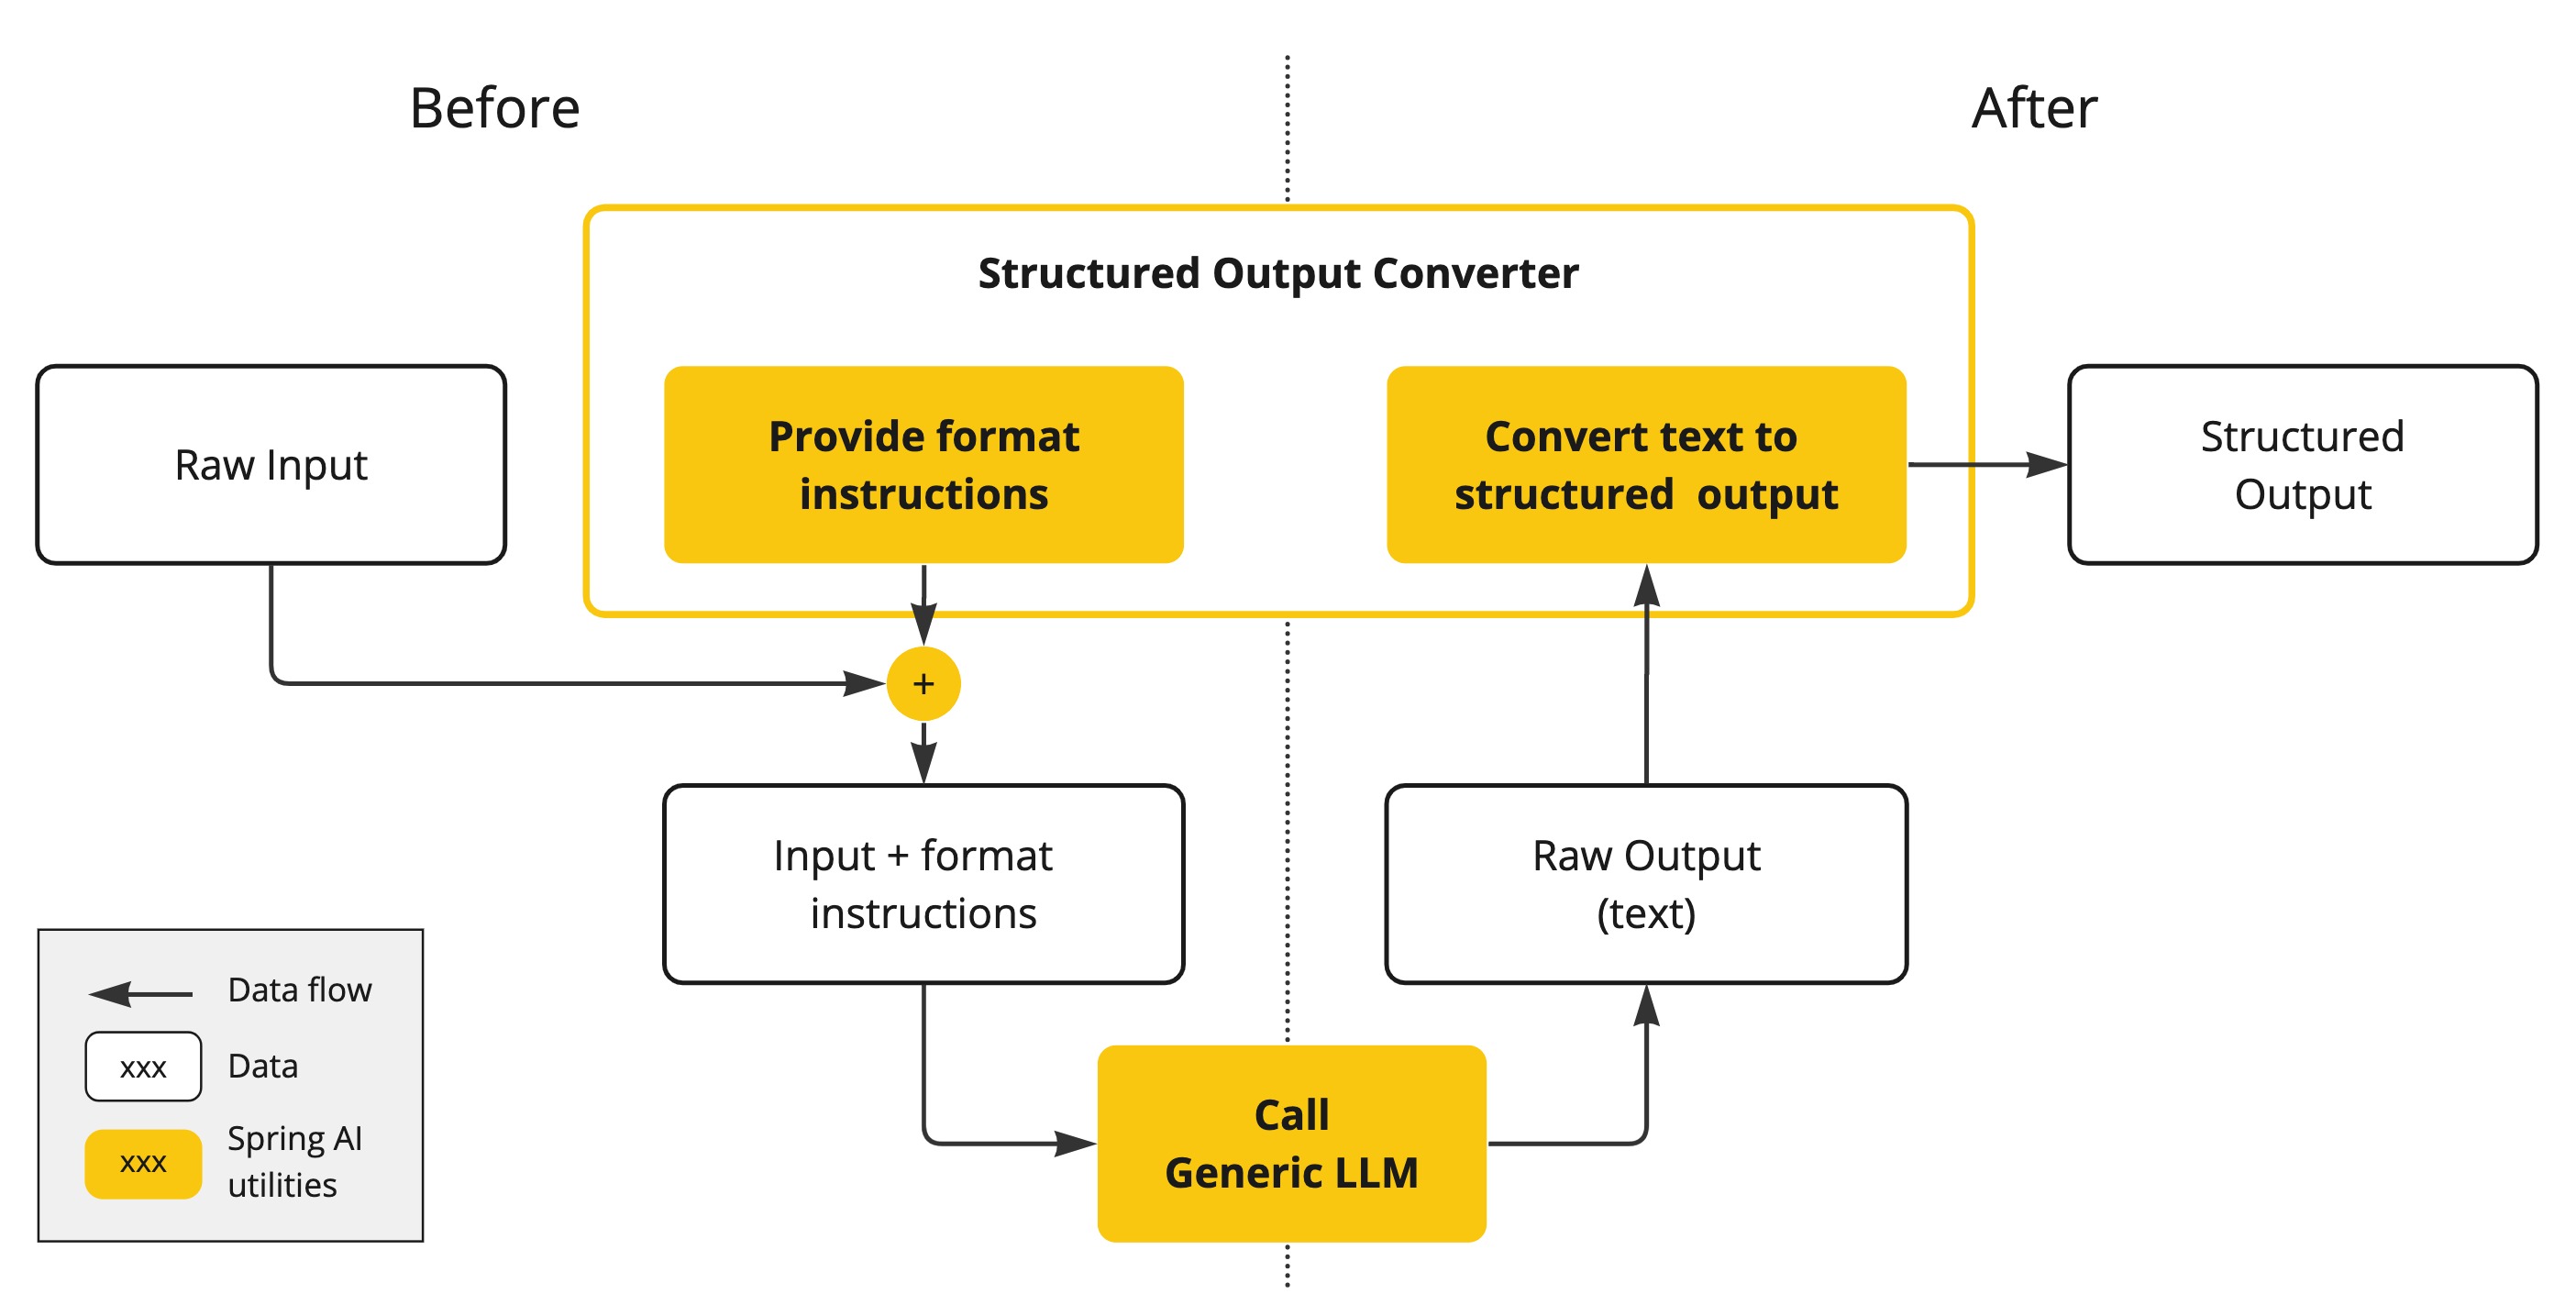 Before
After
Structured Output Converter
Raw Input
Provide format
instructions
Convert text to
structured  output
Structured
Output
+
Input + format
instructions
Raw Output
(text)
Call
Generic LLM
Data flow
xxx
Data
xxx
Spring AI
utilities